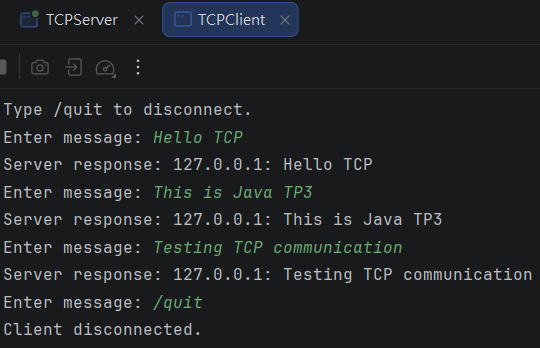 TCPServer
TCPClient
Type /quit to disconnect.
Enter message: Hello TCP
Server response: 127.0.0.1: Hello TCP
Enter message: This is Java TP3
Server response: 127.0.0.1: This is Java TP3
Enter message: Testing TCP communication
Server response: 127.0.0.1: Testing TCP communication
Enter message: /quit
Client disconnected.